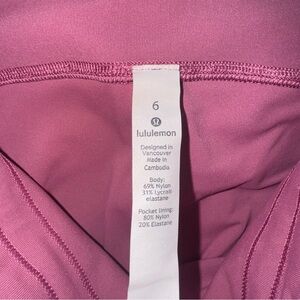 6
lululemon
Designed in
Vancouver
Made in
Cambodia
Body:
69% Nylon
31% Lycra®
elastane
Pocket lining:
80% Nylon
20% Elastane